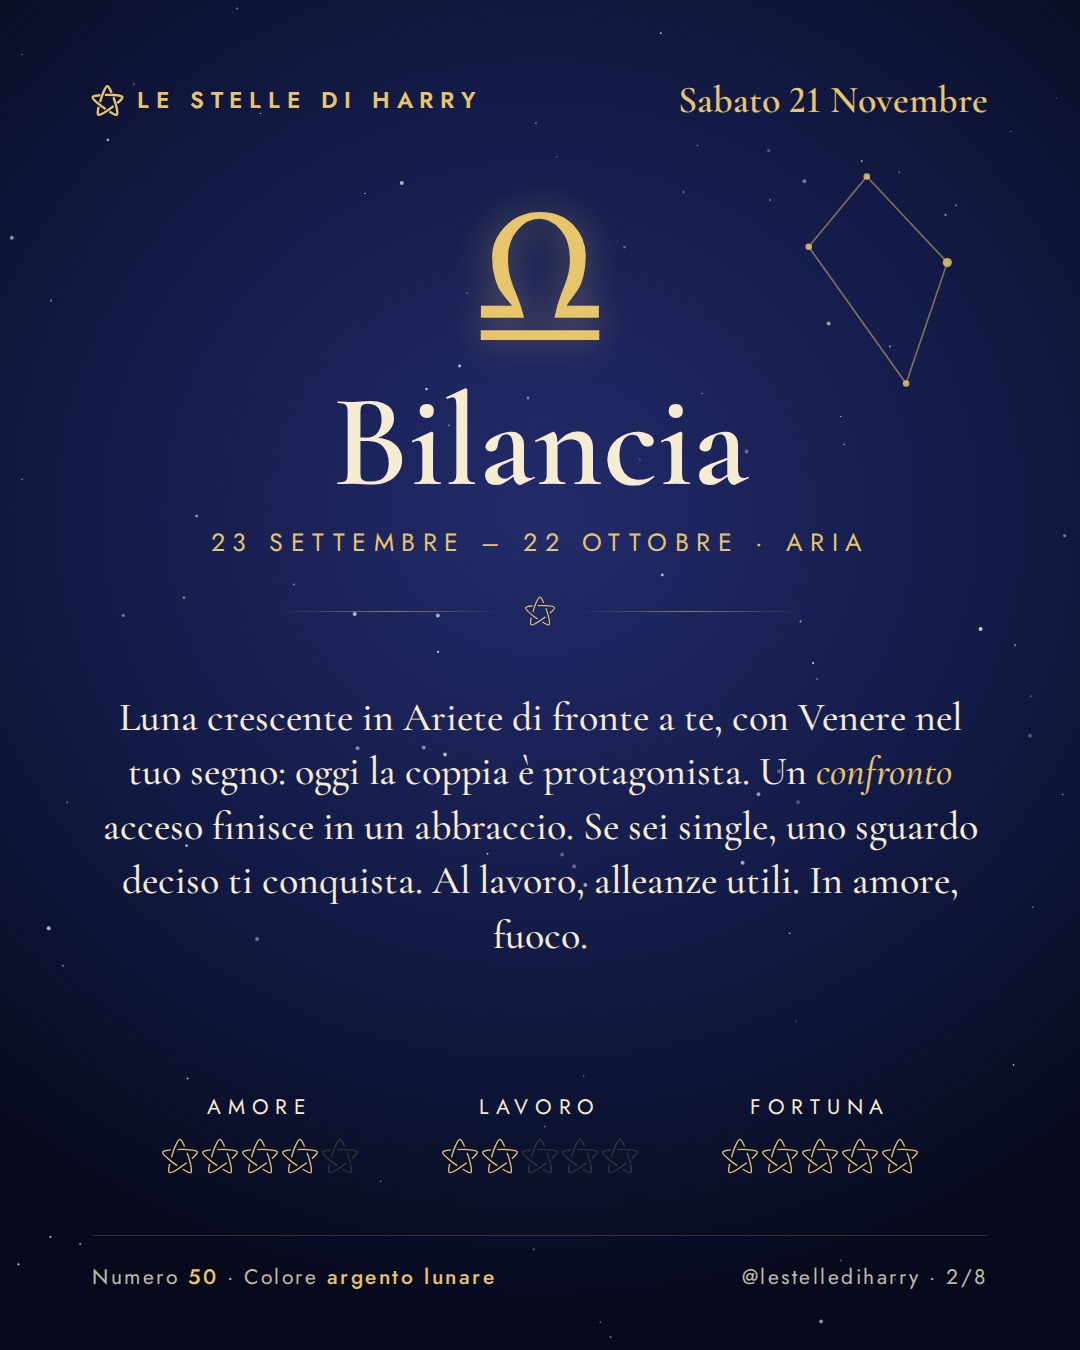 LE STELLE DI HARRY
Sabato 21 Novembre
Bilancia
23 SETTEMBRE – 22 OTTOBRE · ARIA
Luna crescente in Ariete di fronte a te, con Venere nel
tuo segno: oggi la coppia è protagonista. Un confronto
acceso finisce in un abbraccio. Se sei single, uno sguardo
deciso ti conquista. Al lavoro, alleanze utili. In amore,
fuoco.
AMORE
LAVORO
FORTUNA
Numero 50 · Colore argento lunare
@lestellediharry · 2/8